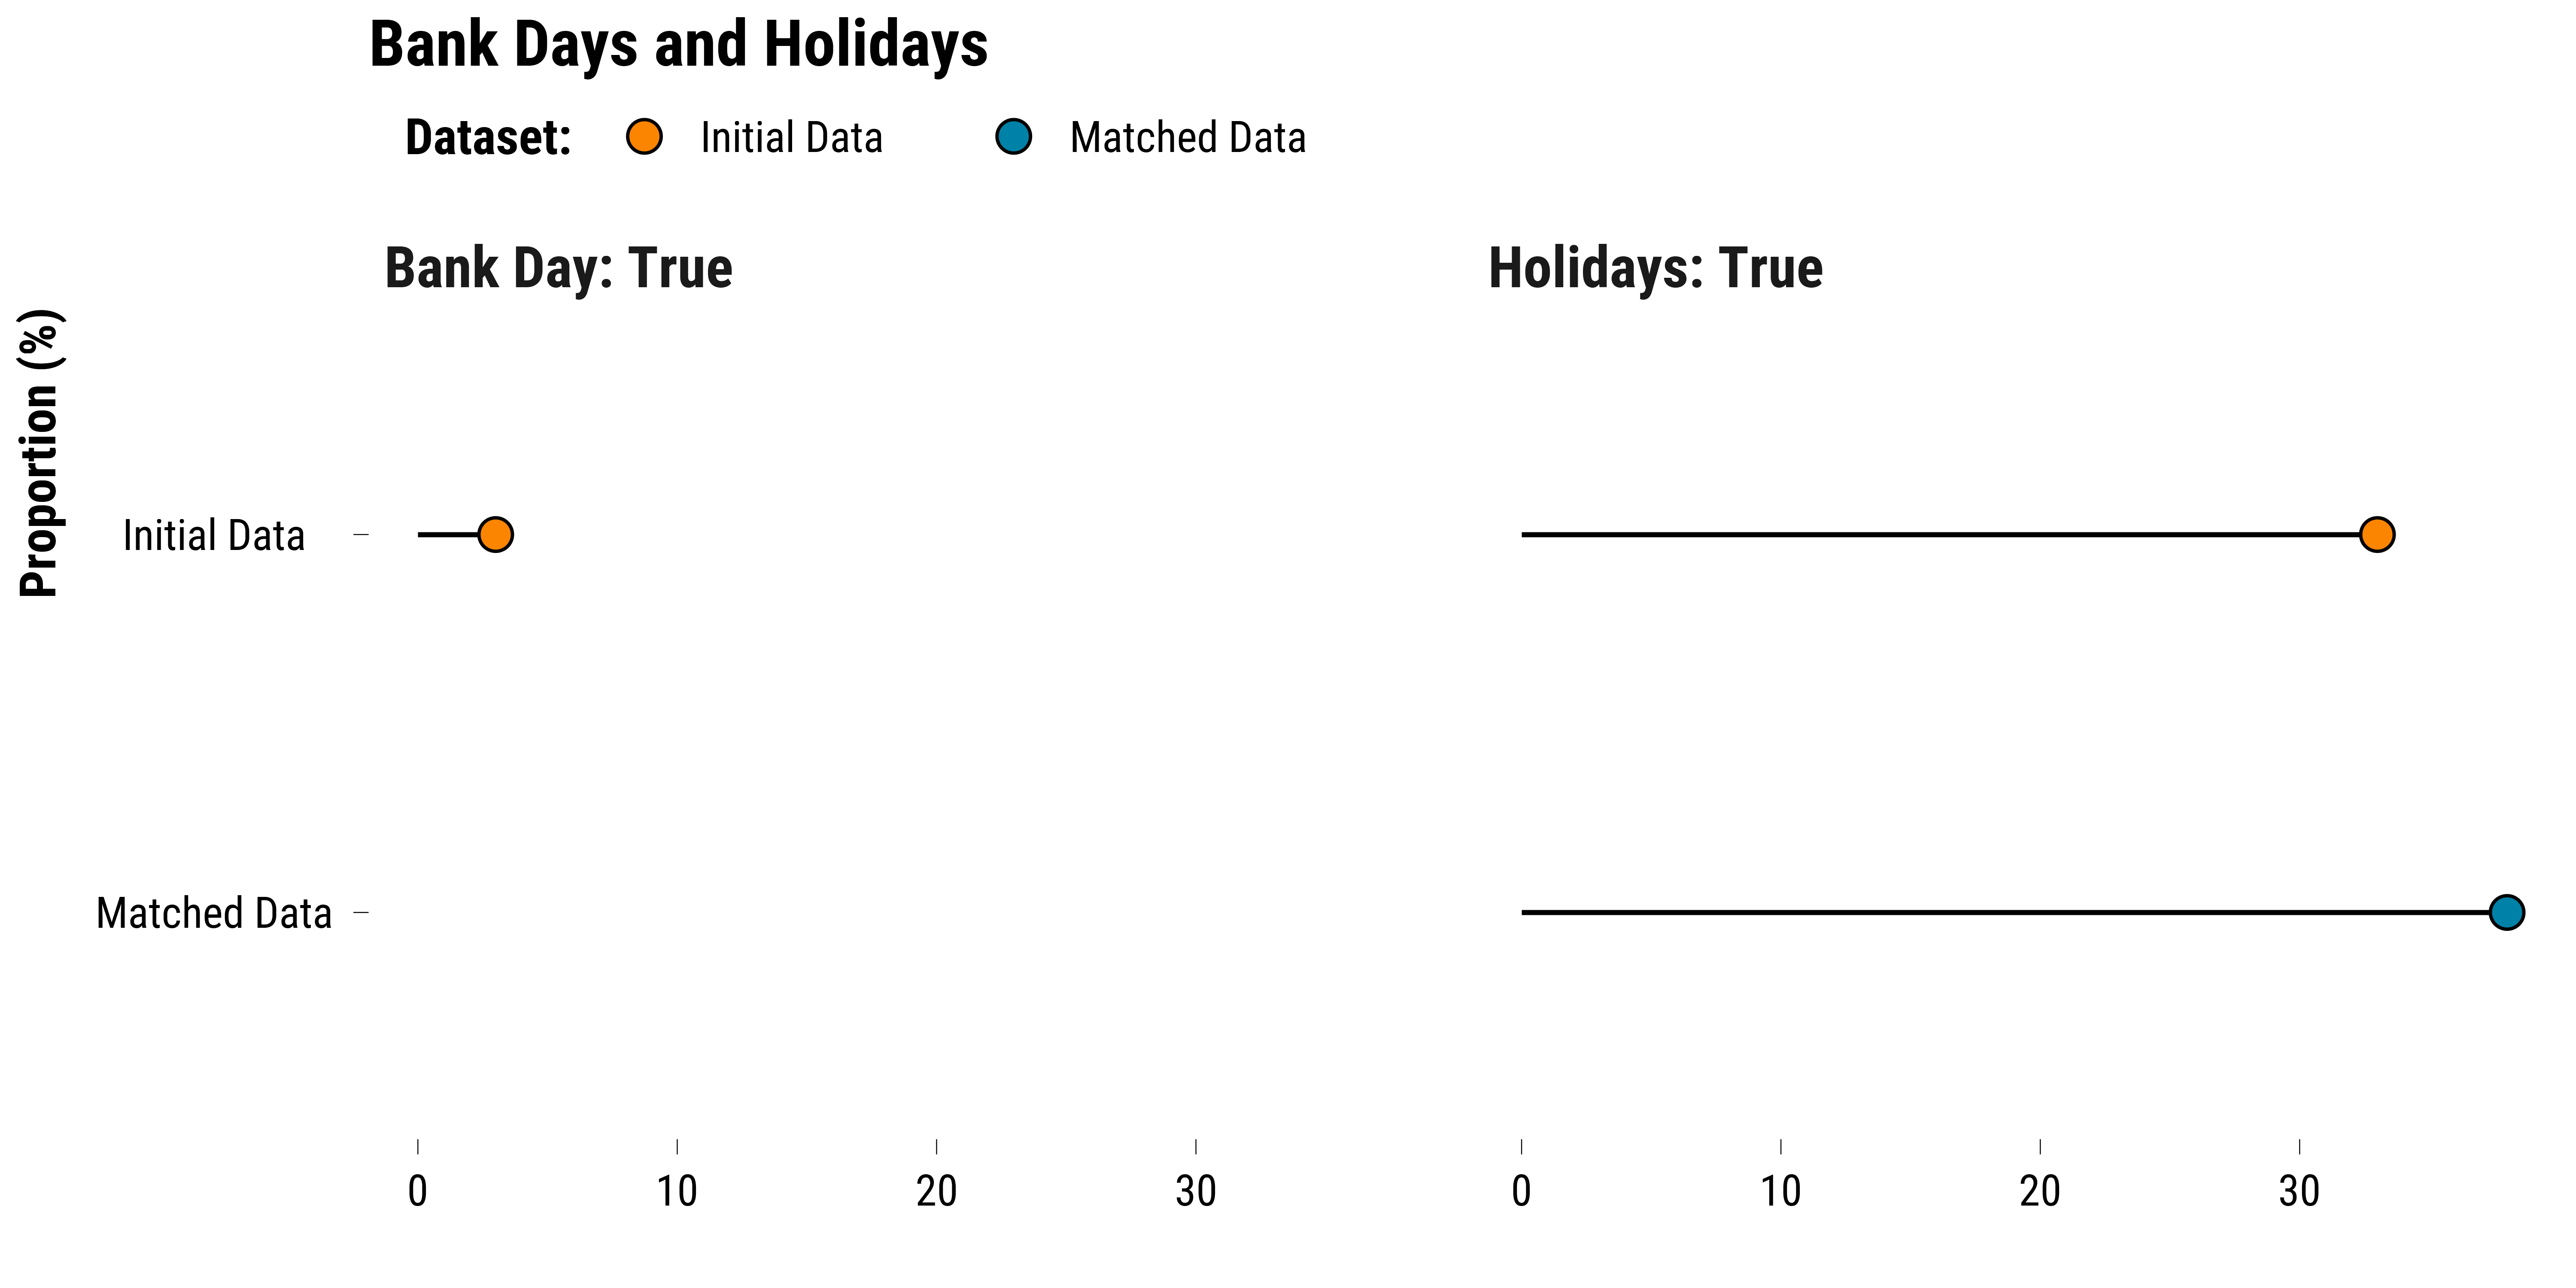 Bank Days and Holidays
Dataset: Initial Data Matched Data
Bank Day: True Holidays: True
Proportion (%)
Initial Data
Matched Data
0 10 20 30 0 10 20 30